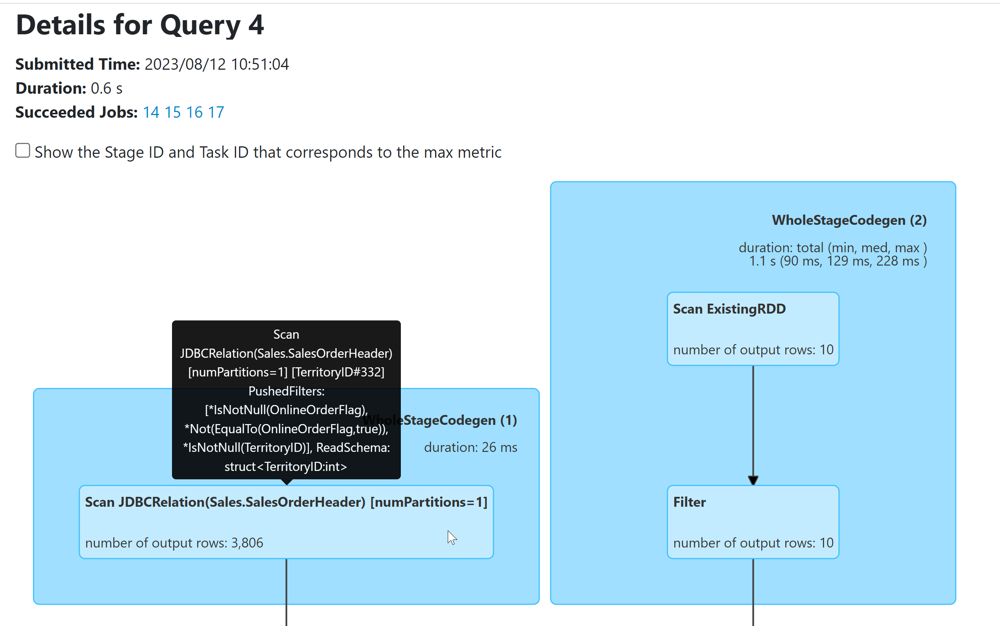 Details for Query 4
Submitted Time: 2023/08/12 10:51:04
Duration: 0.6 s
Succeeded Jobs: 14 15 16 17
Show the Stage ID and Task ID that corresponds to the max metric
WholeStageCodegen (2)
duration: total (min, med, max )
1.1 s (90 ms, 129 ms, 228 ms )
Scan ExistingRDD
number of output rows: 10
Scan
JDBCRelation(Sales.SalesOrderHeader)
[numPartitions=1] [TerritoryID#332]
PushedFilters:
[*IsNotNull(OnlineOrderFlag),
*Not(EqualTo(OnlineOrderFlag,true)),
*IsNotNull(TerritoryID)], ReadSchema:
struct<TerritoryID:int>
WholeStageCodegen (1)
duration: 26 ms
Scan JDBCRelation(Sales.SalesOrderHeader) [numPartitions=1]
number of output rows: 3,806
Filter
number of output rows: 10